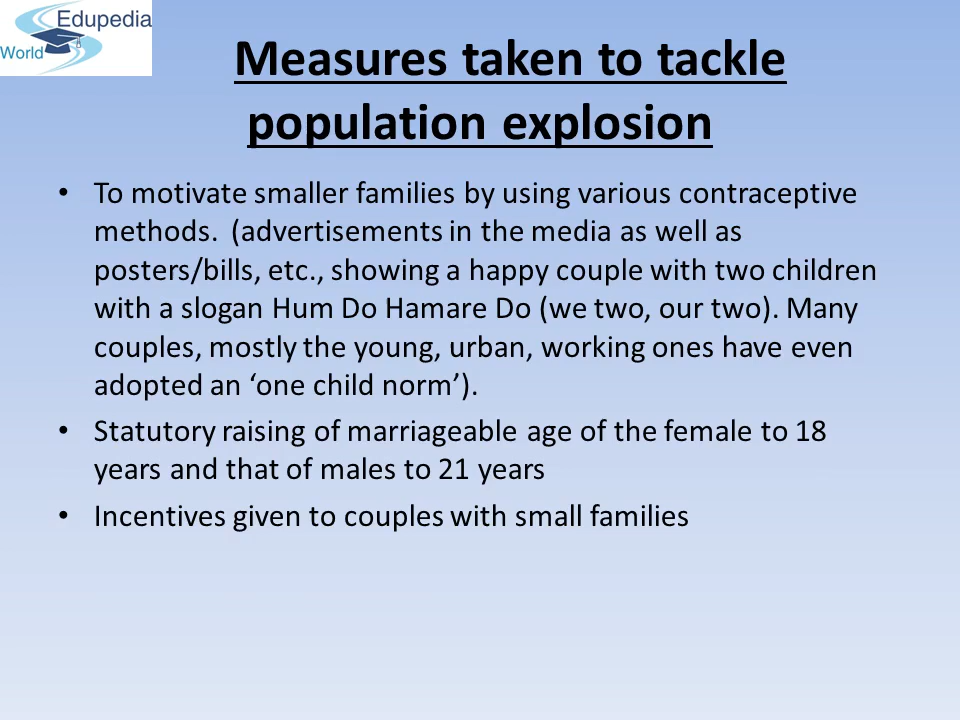 Edupedia
World
Measures taken to tackle
population explosion
• To motivate smaller families by using various contraceptive
methods.  (advertisements in the media as well as
posters/bills, etc., showing a happy couple with two children
with a slogan Hum Do Hamare Do (we two, our two). Many
couples, mostly the young, urban, working ones have even
adopted an ‘one child norm’).
• Statutory raising of marriageable age of the female to 18
years and that of males to 21 years
• Incentives given to couples with small families